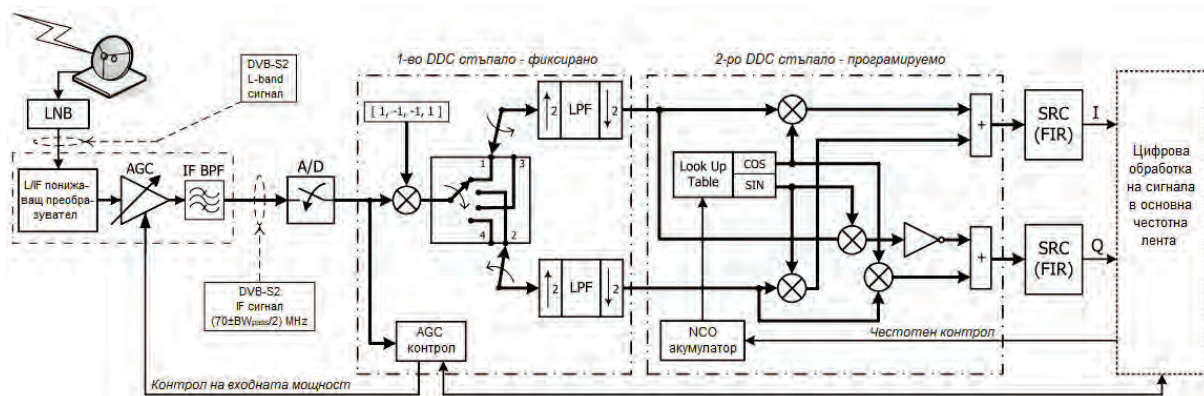 DVB-S2
L-band
сигнал
LNB
L/IF понижа-
ващ преобра-
зувател
AGC
IF BPF
A/D
DVB-S2
IF сигнал
(70±BWpass/2) MHz
Контрол на входната мощност
1-во DDC стъпало - фиксирано
[ 1, -1, -1, 1 ]
1
3
4
2
2
LPF
2
2
LPF
2
AGC
контрол
2-ро DDC стъпало - програмируемо
Look Up
Table
COS
SIN
NCO
акумулатор
+
+
SRC
(FIR)
I
SRC
(FIR)
Q
Честотен контрол
Цифрова
обработка
на сигнала
в основна
честотна
лента